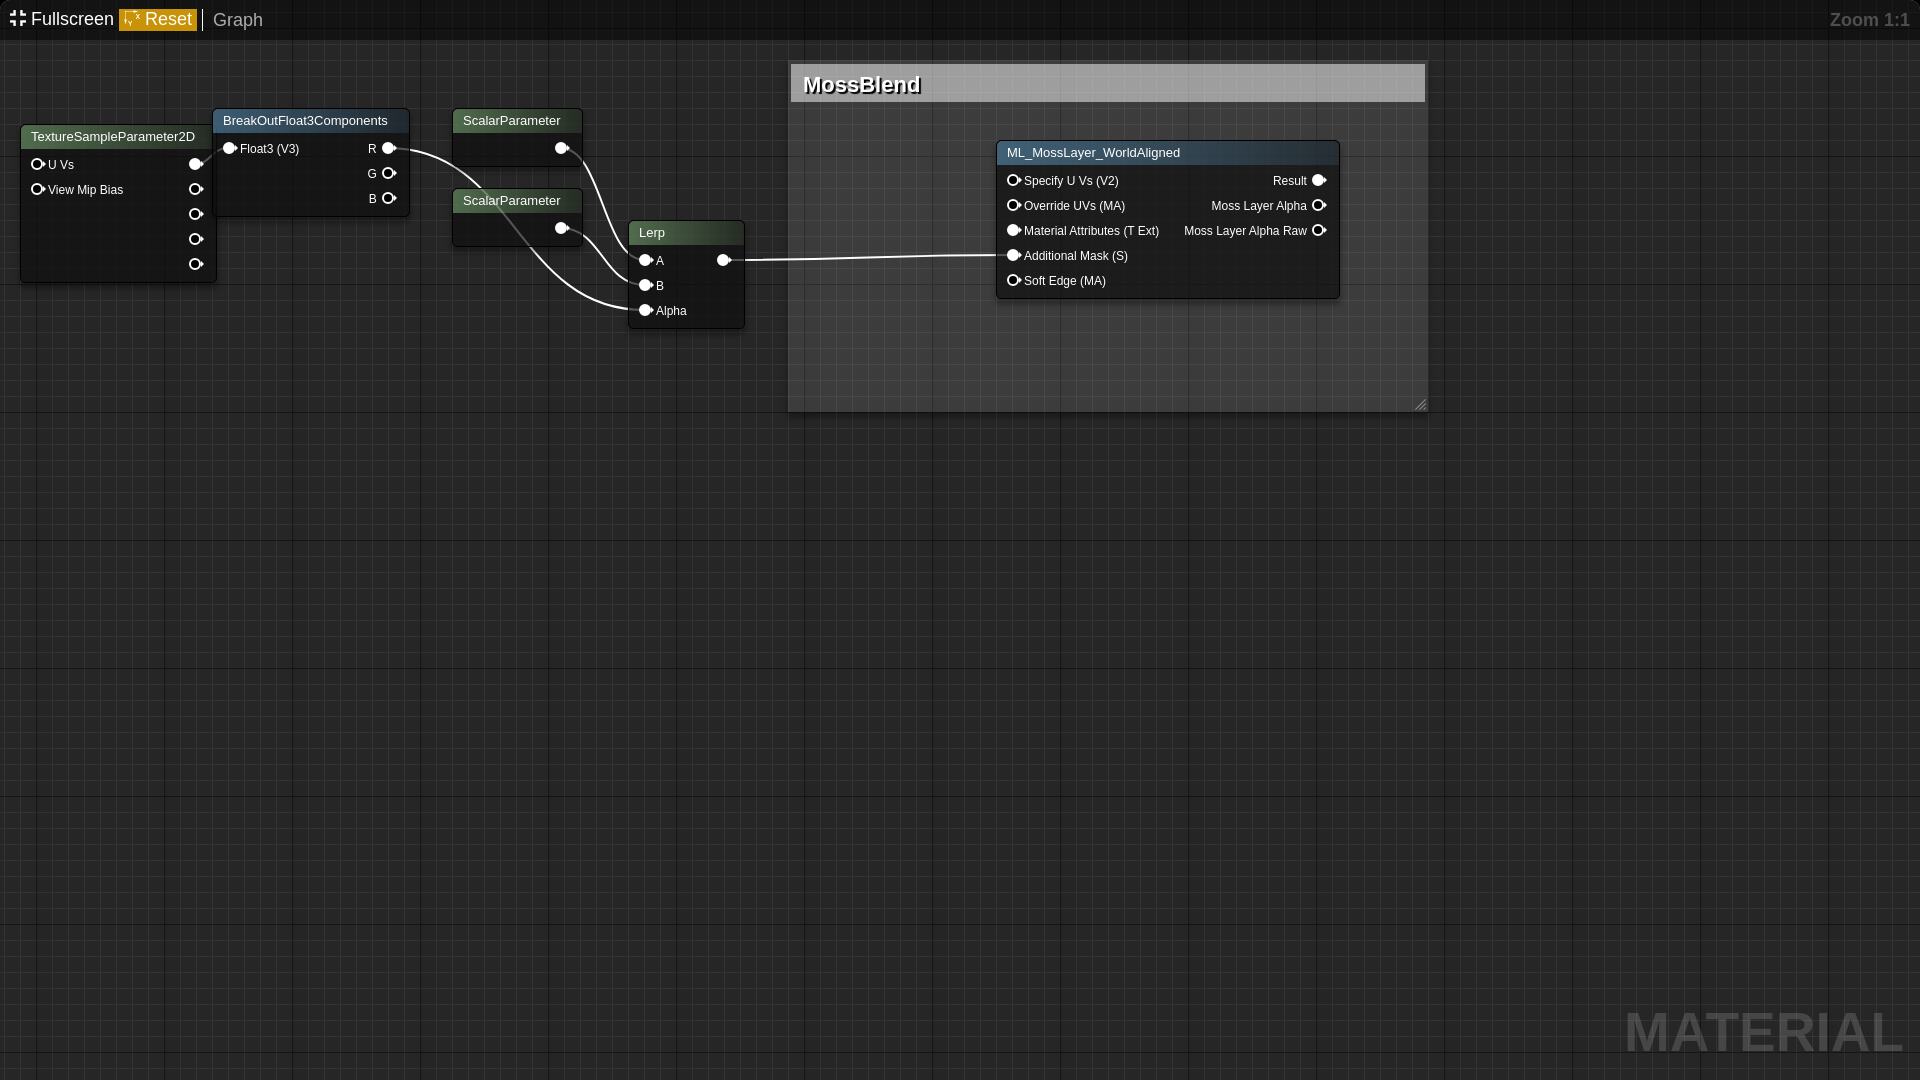 Fullscreen Reset Graph
Zoom 1:1
MossBlend
TextureSampleParameter2D
U Vs
View Mip Bias
BreakOutFloat3Components
Float3 (V3) R
G
B
ScalarParameter
ScalarParameter
Lerp
A
B
Alpha
ML_MossLayer_WorldAligned
Specify U Vs (V2) Result
Override UVs (MA) Moss Layer Alpha
Material Attributes (T Ext) Moss Layer Alpha Raw
Additional Mask (S)
Soft Edge (MA)
MATERIAL